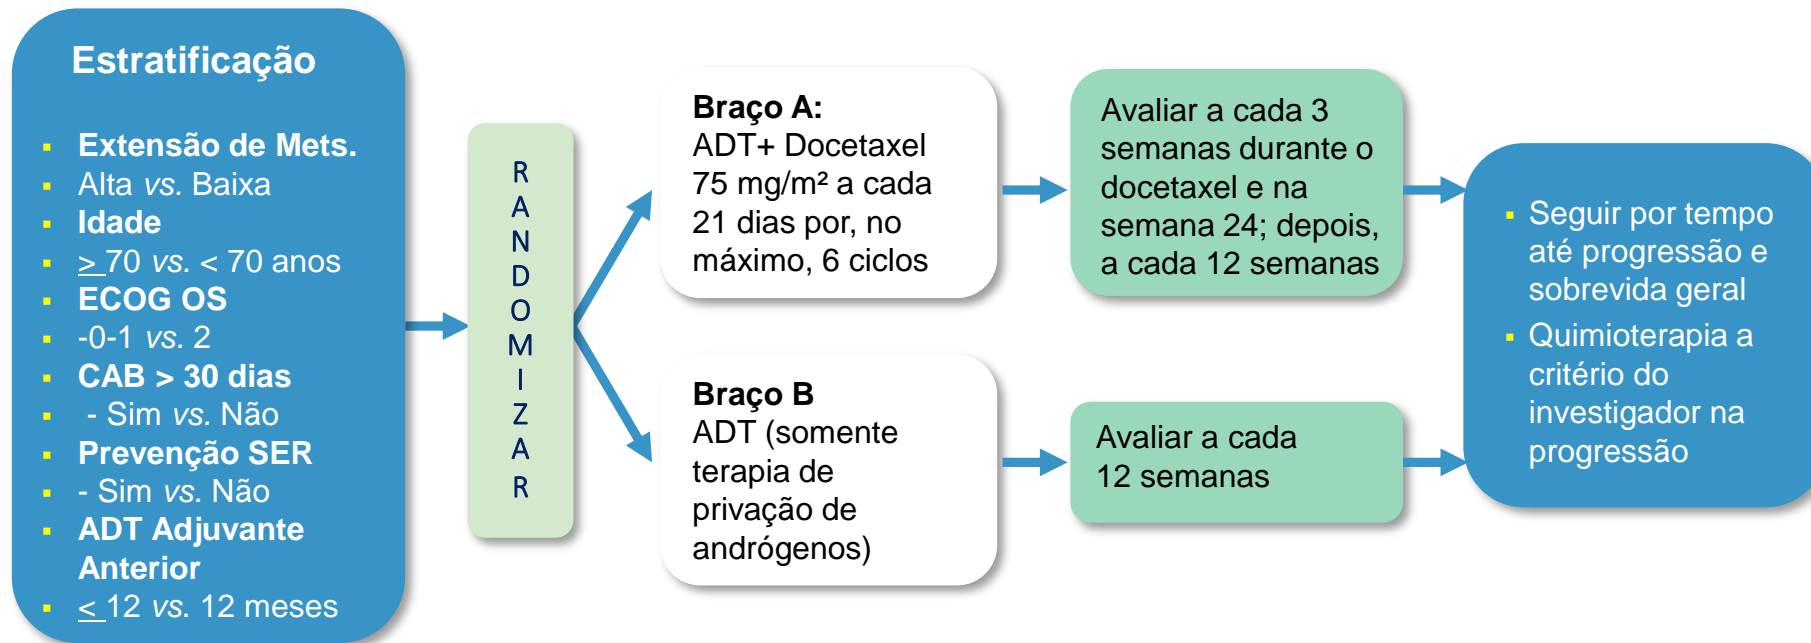 Estratificação
▪ Extensão de Mets.
▪ Alta vs. Baixa
▪ Idade
▪ > 70 vs. < 70 anos
▪ ECOG OS
▪ -0-1 vs. 2
▪ CAB > 30 dias
▪ - Sim vs. Não
▪ Prevenção SER
▪ - Sim vs. Não
▪ ADT Adjuvante
Anterior
▪ < 12 vs. 12 meses
RANDOMIZAR
Braço A:
ADT+ Docetaxel
75 mg/m² a cada
21 dias por, no
máximo, 6 ciclos
Avaliar a cada 3
semanas durante o
docetaxel e na
semana 24; depois,
a cada 12 semanas
Braço B
ADT (somente
terapia de
privação de
andrógenos)
Avaliar a cada
12 semanas
▪ Seguir por tempo
até progressão e
sobrevida geral
▪ Quimioterapia a
critério do
investigador na
progressão